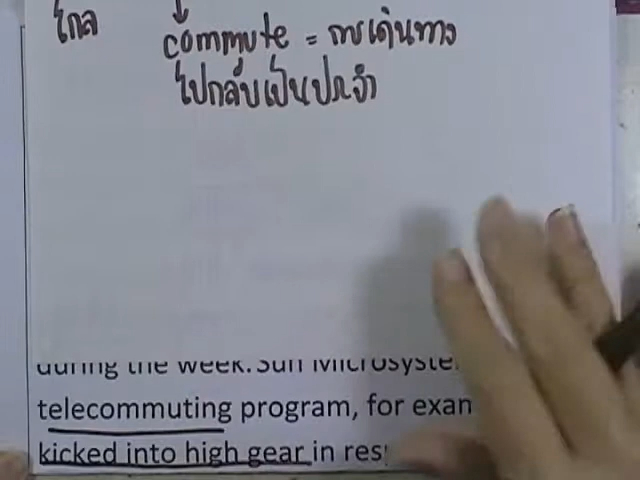 ไกล
commute = การเดินทาง
ไปกลับเป็นประจำ
during the week. Sun Microsyste
telecommuting program, for exan
kicked into high gear in res